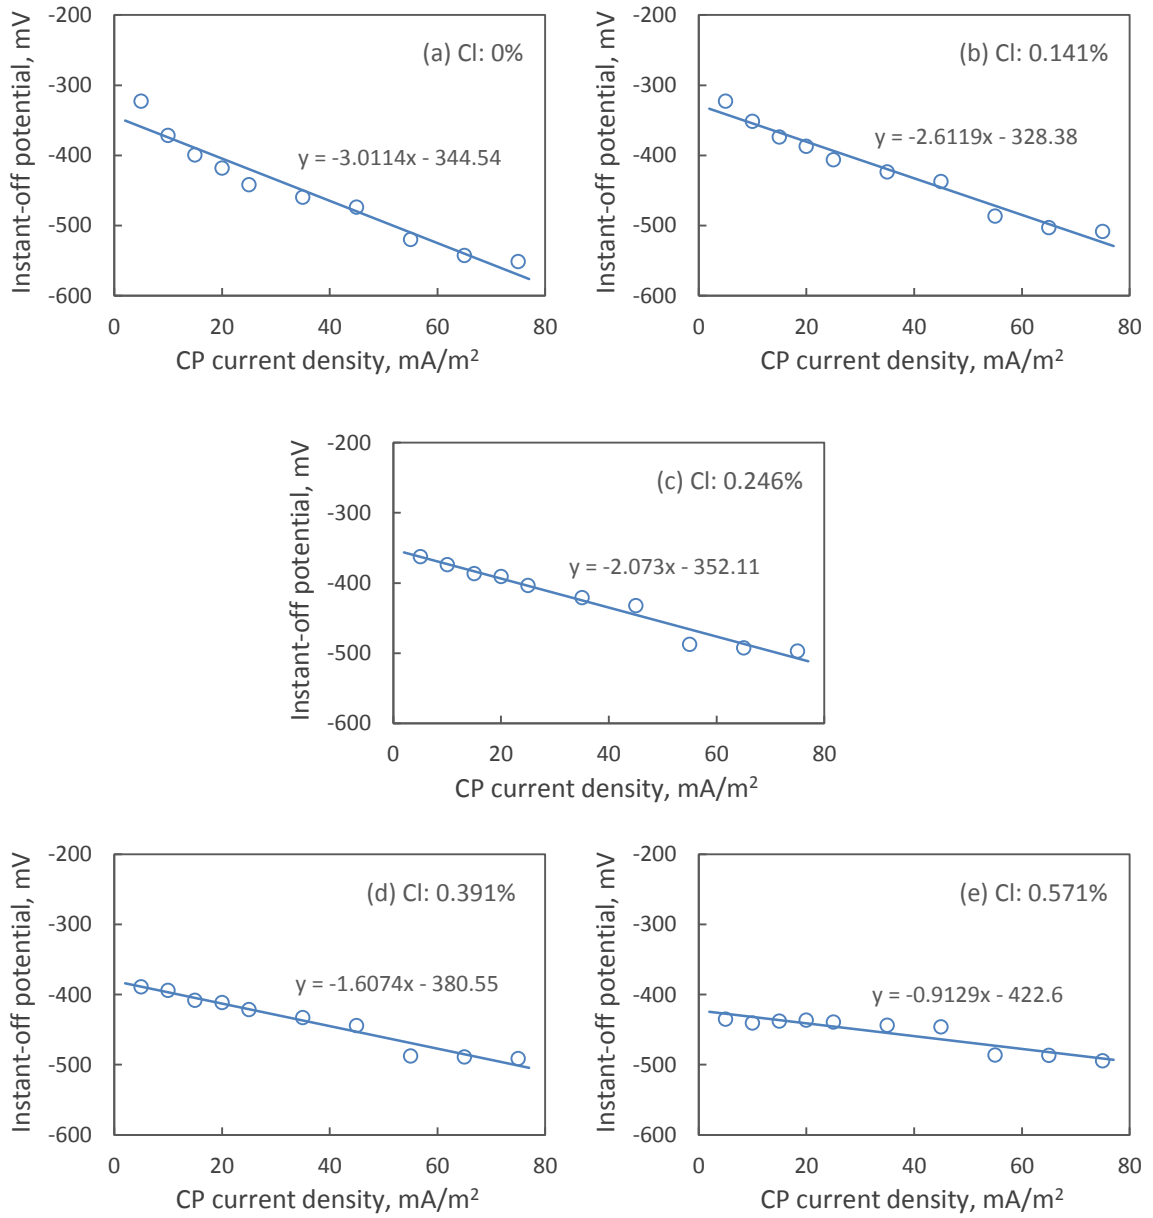 Instant-off potential, mV
-200
-300
-400
-500
-600
(a) Cl: 0%
y = -3.0114x - 344.54
0 20 40 60 80
CP current density, mA/m²
Instant-off potential, mV
-200
-300
-400
-500
-600
(b) Cl: 0.141%
y = -2.6119x - 328.38
0 20 40 60 80
CP current density, mA/m²
Instant-off potential, mV
-200
-300
-400
-500
-600
(c) Cl: 0.246%
y = -2.073x - 352.11
0 20 40 60 80
CP current density, mA/m²
Instant-off potential, mV
-200
-300
-400
-500
-600
(d) Cl: 0.391%
y = -1.6074x - 380.55
0 20 40 60 80
CP current density, mA/m²
Instant-off potential, mV
-200
-300
-400
-500
-600
(e) Cl: 0.571%
y = -0.9129x - 422.6
0 20 40 60 80
CP current density, mA/m²